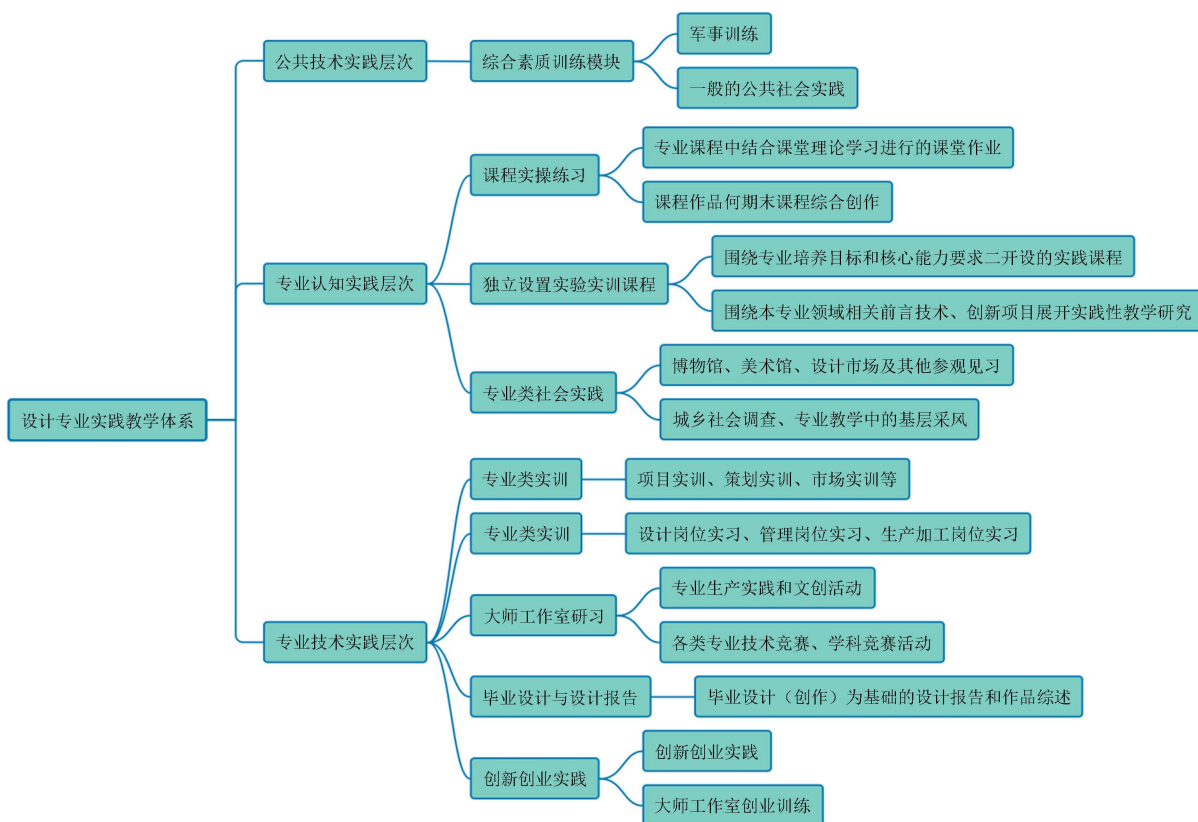 设计专业实践教学体系
公共技术实践层次
综合素质训练模块
军事训练
一般的公共社会实践
专业认知实践层次
课程实操练习
专业课程中结合课堂理论学习进行的课堂作业
课程作品何期末课程综合创作
独立设置实验实训课程
围绕专业培养目标和核心能力要求二开设的实践课程
围绕本专业领域相关前言技术、创新项目展开实践性教学研究
专业类社会实践
博物馆、美术馆、设计市场及其他参观见习
城乡社会调查、专业教学中的基层采风
专业技术实践层次
专业类实训
项目实训、策划实训、市场实训等
专业类实训
设计岗位实习、管理岗位实习、生产加工岗位实习
大师工作室研习
专业生产实践和文创活动
各类专业技术竞赛、学科竞赛活动
毕业设计与设计报告
毕业设计（创作）为基础的设计报告和作品综述
创新创业实践
创新创业实践
大师工作室创业训练